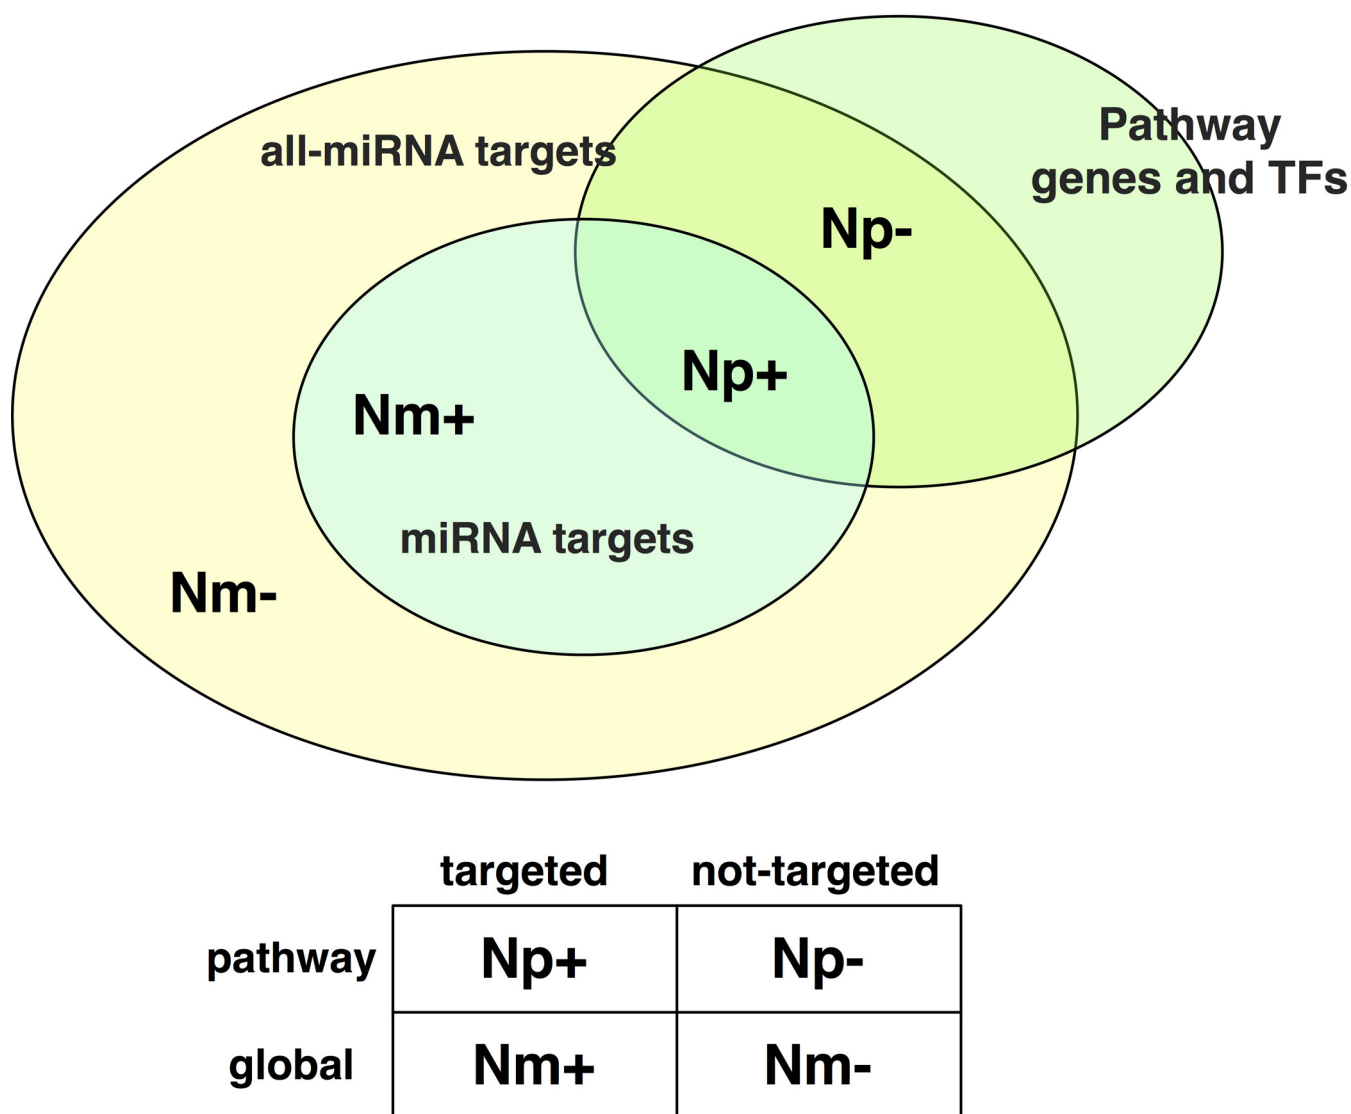 all-miRNA targets
Pathway
genes and TFs
Np-
Np+
Nm+
miRNA targets
Nm-
targeted not-targeted
pathway Np+ Np-
global Nm+ Nm-